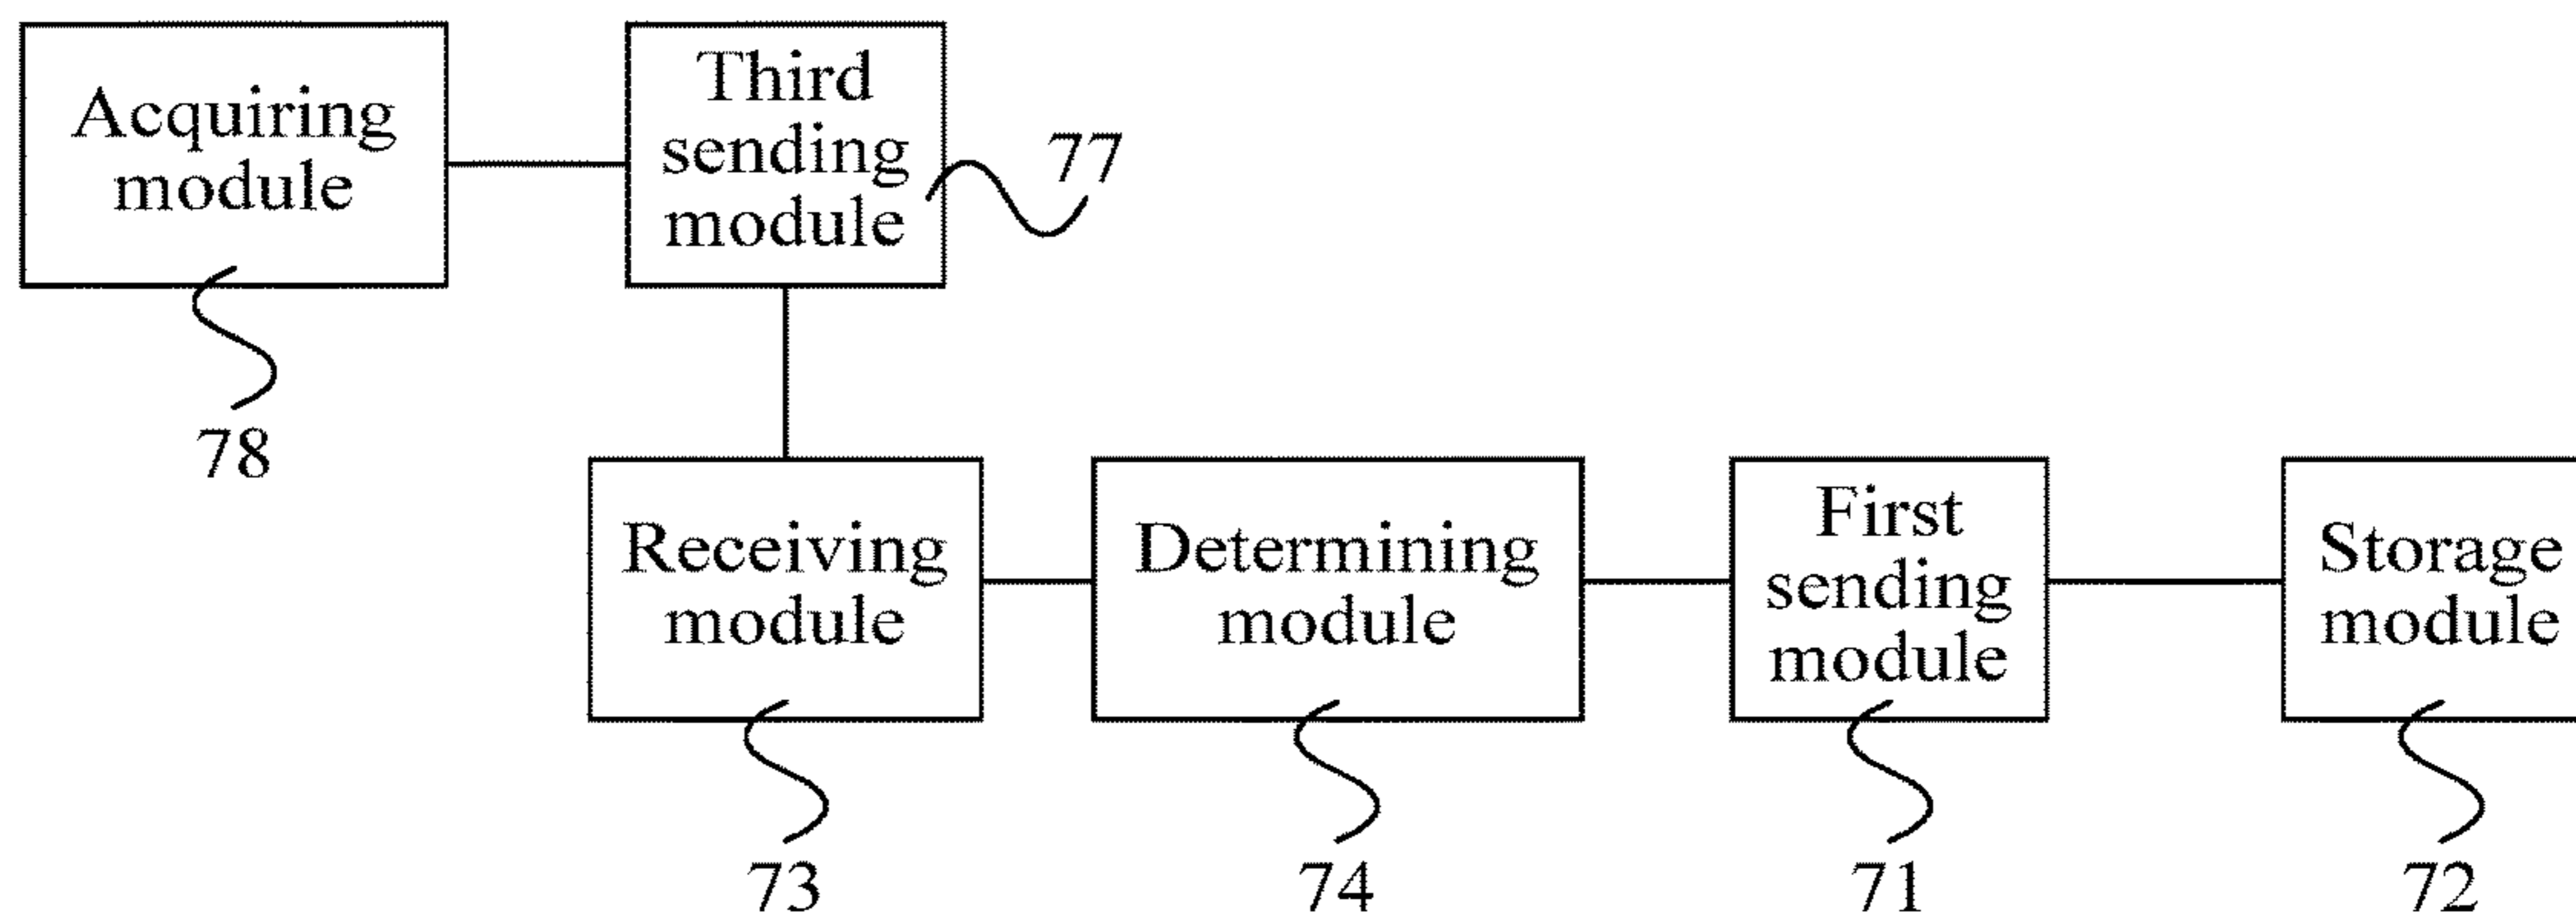 Acquiring
module
78
Third
sending
module
77
Receiving
module
73
Determining
module
74
First
sending
module
71
Storage
module
72